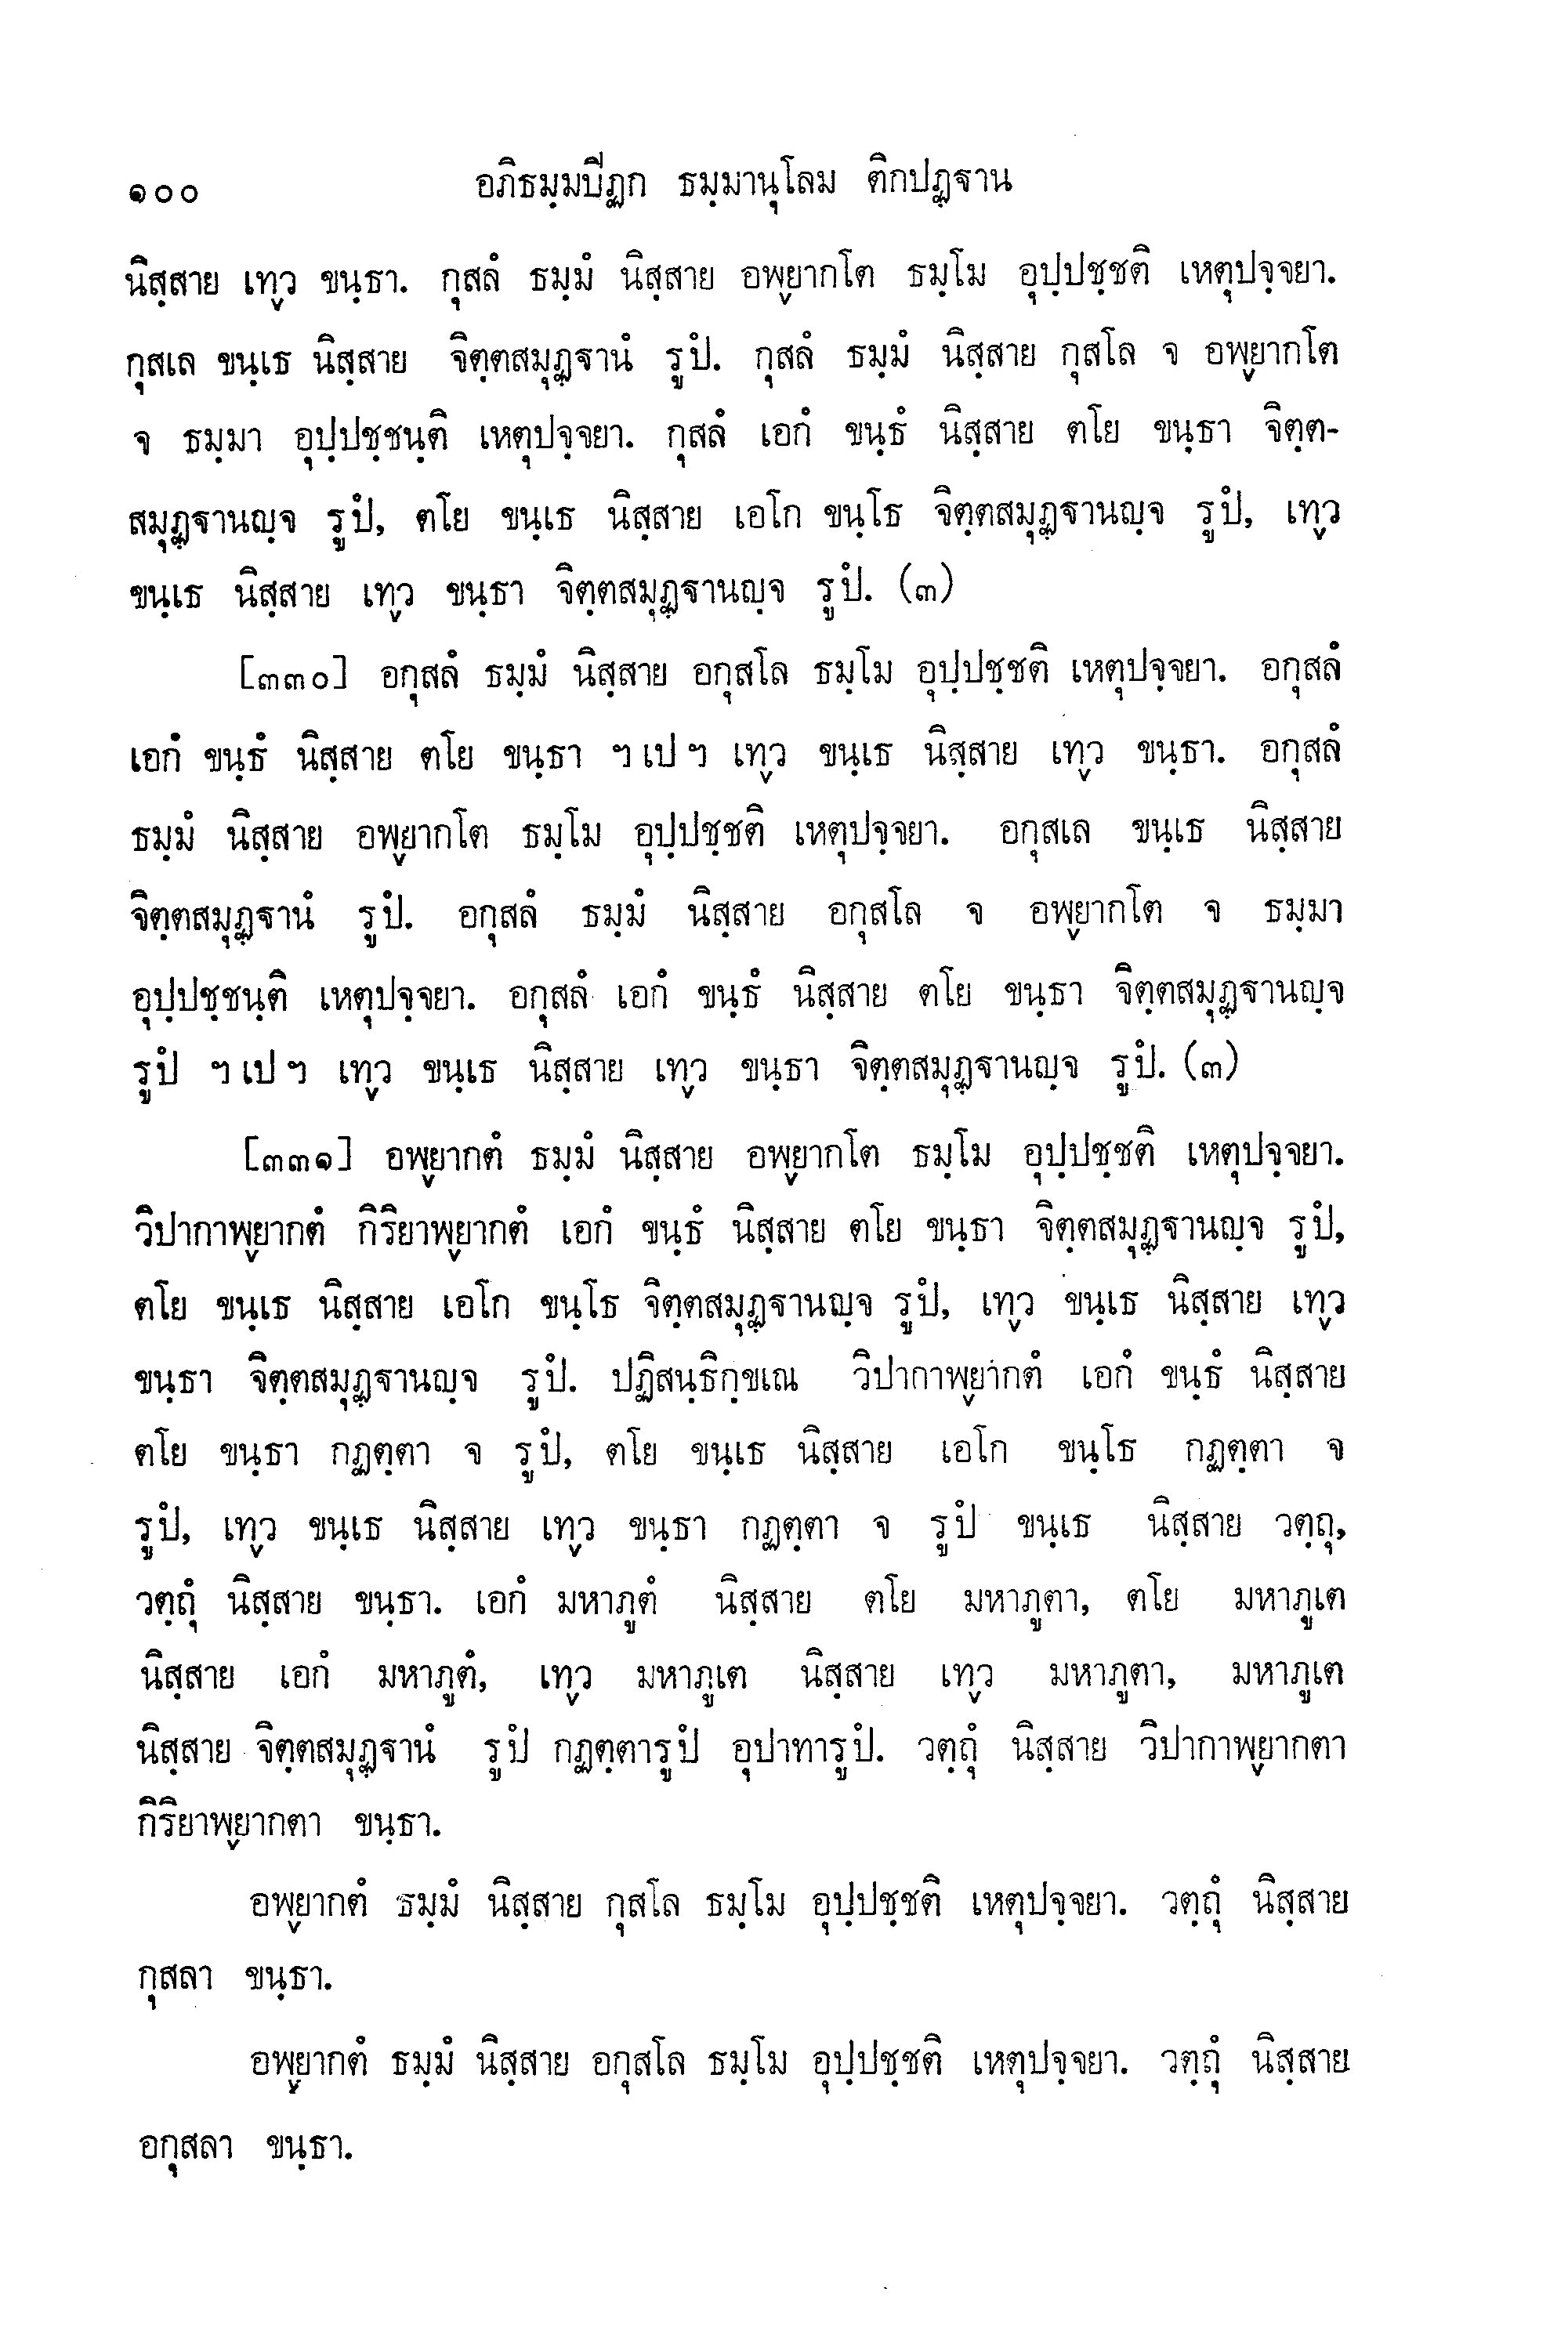 ๑๐๐ อภิธมฺมปีฏก ธมฺมานุโลม ติกปฏฺฐาน
นิสฺสาย เทฺว ขนฺธา. กุสลํ ธมฺมํ นิสฺสาย อพฺยากโต ธมฺโม อุปฺปชฺชติ เหตุปจฺจยา.
กุสเล ขนฺเธ นิสฺสาย จิตฺตสมุฏฺฐานํ รูปํ. กุสลํ ธมฺมํ นิสฺสาย กุสโล จ อพฺยากโต
จ ธมฺมา อุปฺปชฺชนฺติ เหตุปจฺจยา. กุสลํ เอกํ ขนฺธํ นิสฺสาย ตโย ขนฺธา จิตฺต-
สมุฏฺฐานญฺจ รูปํ, ตโย ขนฺเธ นิสฺสาย เอโก ขนฺโธ จิตฺตสมุฏฺฐานญฺจ รูปํ, เทฺว
ขนฺเธ นิสฺสาย เทฺว ขนฺธา จิตฺตสมุฏฺฐานญฺจ รูปํ. (๓)
[๓๓๐] อกุสลํ ธมฺมํ นิสฺสาย อกุสโล ธมฺโม อุปฺปชฺชติ เหตุปจฺจยา. อกุสลํ
เอกํ ขนฺธํ นิสฺสาย ตโย ขนฺธา ฯ เป ฯ เทฺว ขนฺเธ นิสฺสาย เทฺว ขนฺธา. อกุสลํ
ธมฺมํ นิสฺสาย อพฺยากโต ธมฺโม อุปฺปชฺชติ เหตุปจฺจยา. อกุสเล ขนฺเธ นิสฺสาย
จิตฺตสมุฏฺฐานํ รูปํ. อกุสลํ ธมฺมํ นิสฺสาย อกุสโล จ อพฺยากโต จ ธมฺมา
อุปฺปชฺชนฺติ เหตุปจฺจยา. อกุสลํ เอกํ ขนฺธํ นิสฺสาย ตโย ขนฺธา จิตฺตสมุฏฺฐานญฺจ
รูปํ ฯ เป ฯ เทฺว ขนฺเธ นิสฺสาย เทฺว ขนฺธา จิตฺตสมุฏฺฐานญฺจ รูปํ. (๓)
[๓๓๑] อพฺยากตํ ธมฺมํ นิสฺสาย อพฺยากโต ธมฺโม อุปฺปชฺชติ เหตุปจฺจยา.
วิปากาพฺยากตํ กิริยาพฺยากตํ เอกํ ขนฺธํ นิสฺสาย ตโย ขนฺธา จิตฺตสมุฏฺฐานญฺจ รูปํ,
ตโย ขนฺเธ นิสฺสาย เอโก ขนฺโธ จิตฺตสมุฏฺฐานญฺจ รูปํ, เทฺว ขนฺเธ นิสฺสาย เทฺว
ขนฺธา จิตฺตสมุฏฺฐานญฺจ รูปํ. ปฏิสนฺธิกฺขเณ วิปากาพฺยากตํ เอกํ ขนฺธํ นิสฺสาย
ตโย ขนฺธา กฏตฺตา จ รูปํ, ตโย ขนฺเธ นิสฺสาย เอโก ขนฺโธ กฏตฺตา จ
รูปํ, เทฺว ขนฺเธ นิสฺสาย เทฺว ขนฺธา กฏตฺตา จ รูปํ ขนฺเธ นิสฺสาย วตฺถุ,
วตฺถุํ นิสฺสาย ขนฺธา. เอกํ มหาภูตํ นิสฺสาย ตโย มหาภูตา, ตโย มหาภูเต
นิสฺสาย เอกํ มหาภูตํ, เทฺว มหาภูเต นิสฺสาย เทฺว มหาภูตา, มหาภูเต
นิสฺสาย จิตฺตสมุฏฺฐานํ รูปํ กฏตฺตารูปํ อุปาทารูปํ. วตฺถุํ นิสฺสาย วิปากาพฺยากตา
กิริยาพฺยากตา ขนฺธา.
อพฺยากตํ ธมฺมํ นิสฺสาย กุสโล ธมฺโม อุปฺปชฺชติ เหตุปจฺจยา. วตฺถุํ นิสฺสาย
กุสลา ขนฺธา.
อพฺยากตํ ธมฺมํ นิสฺสาย อกุสโล ธมฺโม อุปฺปชฺชติ เหตุปจฺจยา. วตฺถุํ นิสฺสาย
อกุสลา ขนฺธา.